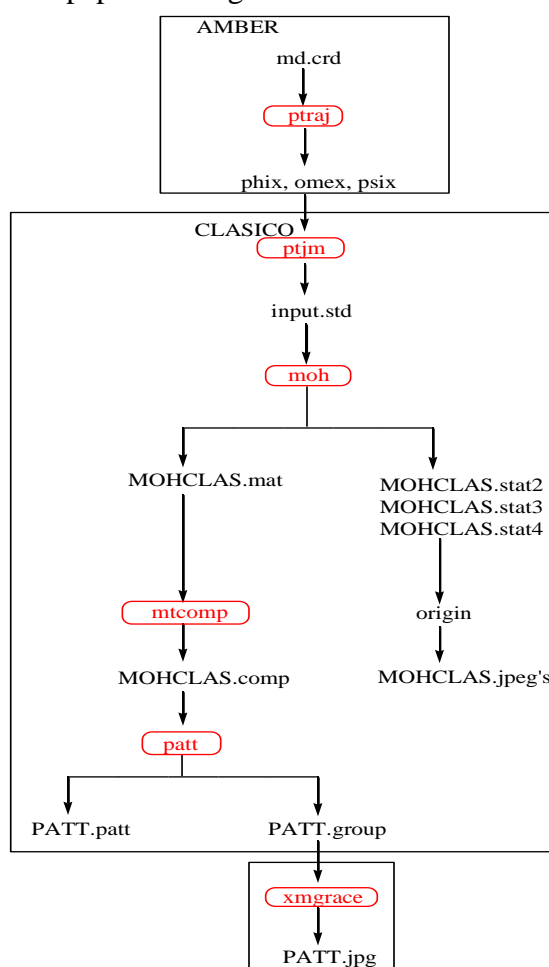 AMBER
md.crd
ptraj
phix, omex, psix
CLASICO
ptjm
input.std
moh
MOHCLAS.mat
MOHCLAS.stat2
MOHCLAS.stat3
MOHCLAS.stat4
mtcomp
origin
MOHCLAS.comp
MOHCLAS.jpeg's
patt
PATT.patt
PATT.group
xmgrace
PATT.jpg